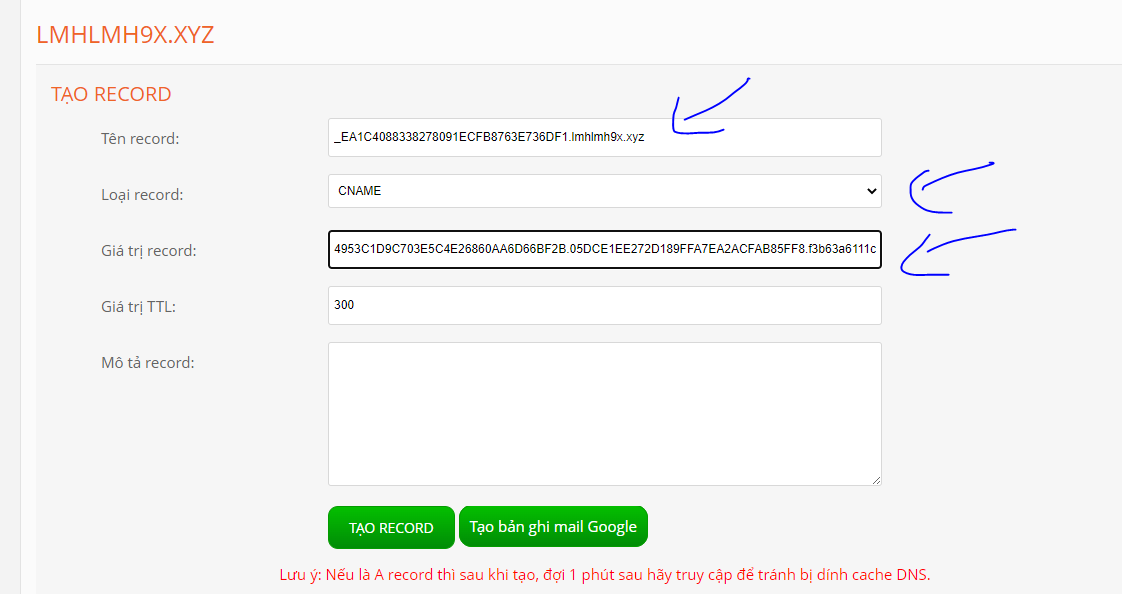 LMHLMH9X.XYZ
TẠO RECORD
Tên record:
_EA1C4088338278091ECFB8763E736DF1.lmhlmh9x.xyz
Loại record:
CNAME
Giá trị record:
4953C1D9C703E5C4E26860AA6D66BF2B.05DCE1EE272D189FFA7EA2ACFAB85FF8.f3b63a6111c
Giá trị TTL:
300
Mô tả record:
TẠO RECORD
Tạo bản ghi mail Google
Lưu ý: Nếu là A record thì sau khi tạo, đợi 1 phút sau hãy truy cập để tránh bị dính cache DNS.